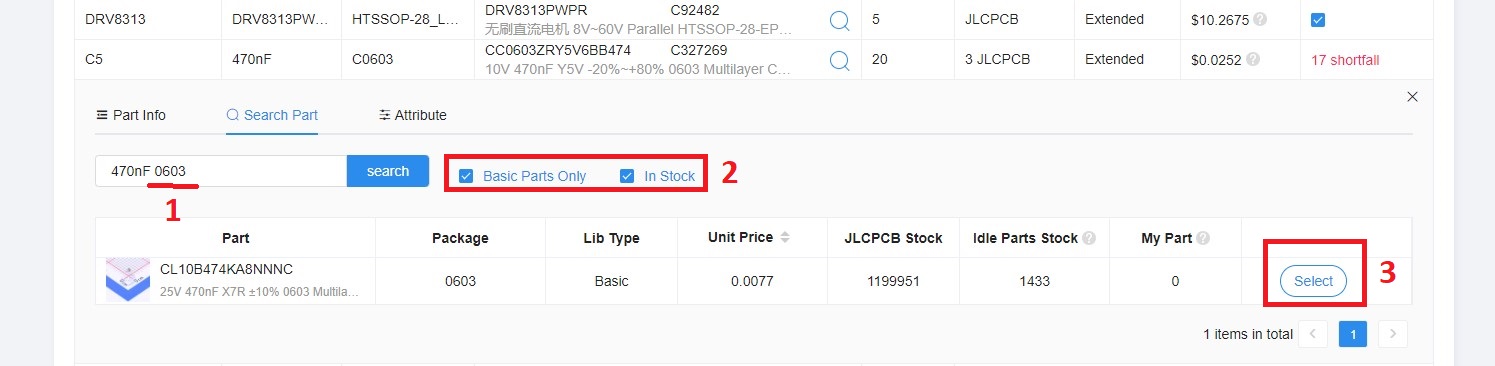 DRV8313 DRV8313PW... HTSSOP-28_L... DRV8313PWPR C92482 5 JLCPCB Extended $10.2675
无刷直流电机 8V~60V Parallel HTSSOP-28-EP...
C5 470nF C0603 CC0603ZRY5V6BB474 C327269 20 3 JLCPCB Extended $0.0252 17 shortfall
10V 470nF Y5V -20%~+80% 0603 Multilayer C...
Part Info Search Part Attribute
470nF 0603 search Basic Parts Only In Stock 2
1
Part Package Lib Type Unit Price JLCPCB Stock Idle Parts Stock My Part
CL10B474KA8NNNC 0603 Basic 0.0077 1199951 1433 0 Select 3
25V 470nF X7R ±10% 0603 Multila...
1 items in total < 1 >